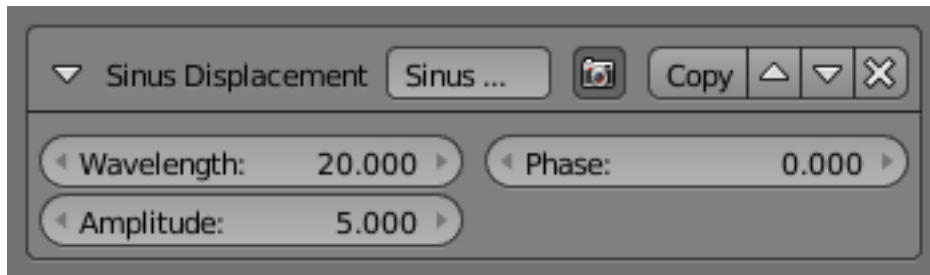 Sinus Displacement Sinus ... Copy
Wavelength: 20.000 Phase: 0.000
Amplitude: 5.000